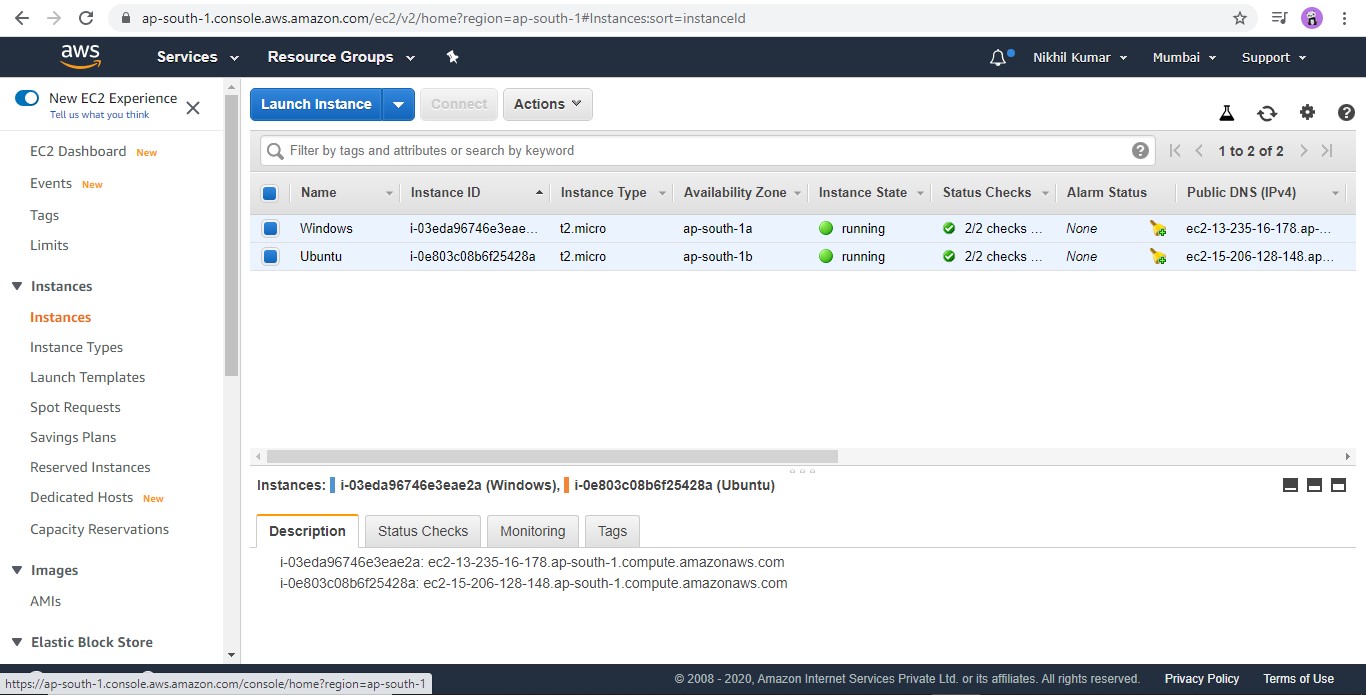 ap-south-1.console.aws.amazon.com/ec2/v2/home?region=ap-south-1#Instances:sort=instanceId
aws Services Resource Groups Nikhil Kumar Mumbai Support
New EC2 Experience
Tell us what you think
EC2 Dashboard New
Events New
Tags
Limits
Instances
Instances
Instance Types
Launch Templates
Spot Requests
Savings Plans
Reserved Instances
Dedicated Hosts New
Capacity Reservations
Images
AMIs
Elastic Block Store
Launch Instance Connect Actions
Filter by tags and attributes or search by keyword 1 to 2 of 2
Name Instance ID Instance Type Availability Zone Instance State Status Checks Alarm Status Public DNS (IPv4)
Windows i-03eda96746e3eae... t2.micro ap-south-1a running 2/2 checks ... None ec2-13-235-16-178.ap-...
Ubuntu i-0e803c08b6f25428a t2.micro ap-south-1b running 2/2 checks ... None ec2-15-206-128-148.ap...
Instances: i-03eda96746e3eae2a (Windows), i-0e803c08b6f25428a (Ubuntu)
Description Status Checks Monitoring Tags
i-03eda96746e3eae2a: ec2-13-235-16-178.ap-south-1.compute.amazonaws.com
i-0e803c08b6f25428a: ec2-15-206-128-148.ap-south-1.compute.amazonaws.com
© 2008 - 2020, Amazon Internet Services Private Ltd. or its affiliates. All rights reserved. Privacy Policy Terms of Use
https://ap-south-1.console.aws.amazon.com/console/home?region=ap-south-1